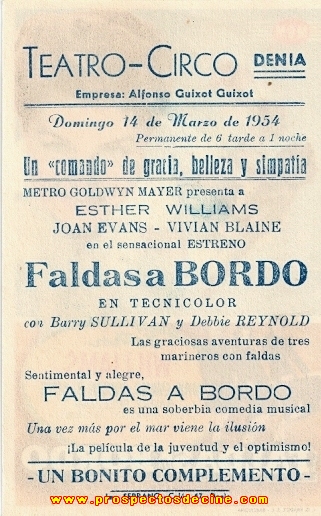 TEATRO-CIRCO DENIA
Empresa: Alfonso Guixot Guixot
Domingo 14 de Marzo de 1954
Permanente de 6 tarde a 1 noche
Un «comando» de gracia, belleza y simpatía
METRO GOLDWYN MAYER presenta a
ESTHER WILLIAMS
JOAN EVANS - VIVIAN BLAINE
en el sensacional ESTRENO
Faldas a BORDO
EN TECNICOLOR
con Barry SULLIVAN y Debbie REYNOLD
Las graciosas aventuras de tres
marineros con faldas
Sentimental y alegre,
FALDAS A BORDO
es una soberbia comedia musical
Una vez más por el mar viene la ilusión
¡La película de la juventud y el optimismo!
- UN BONITO COMPLEMENTO -
www.prospectosdecine.com